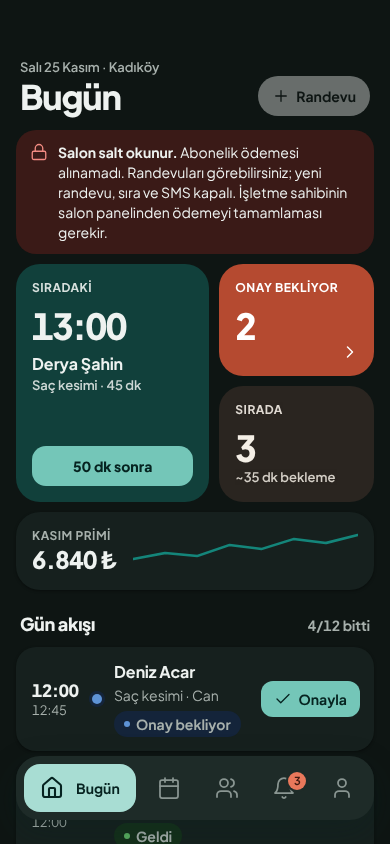 Salı 25 Kasım · Kadıköy
Bugün
Randevu
Salon salt okunur. Abonelik ödemesi
alınamadı. Randevuları görebilirsiniz; yeni
randevu, sıra ve SMS kapalı. İşletme sahibinin
salon panelinden ödemeyi tamamlaması
gerekir.
SIRADAKİ
13:00
Derya Şahin
Saç kesimi · 45 dk
50 dk sonra
ONAY BEKLİYOR
2
SIRADA
3
~35 dk bekleme
KASIM PRİMİ
6.840 ₺
Gün akışı
4/12 bitti
12:00
12:45
Deniz Acar
Saç kesimi · Can
Onay bekliyor
Onayla
Bugün
3
12:00
Geldi